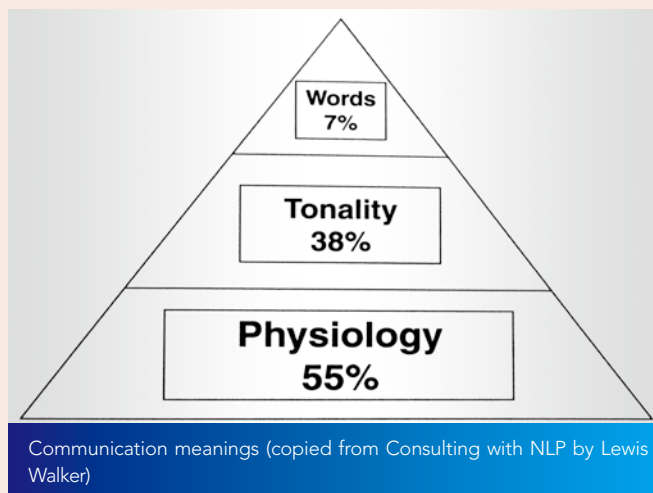 Words
7%
Tonality
38%
Physiology
55%
Communication meanings (copied from Consulting with NLP by Lewis
Walker)